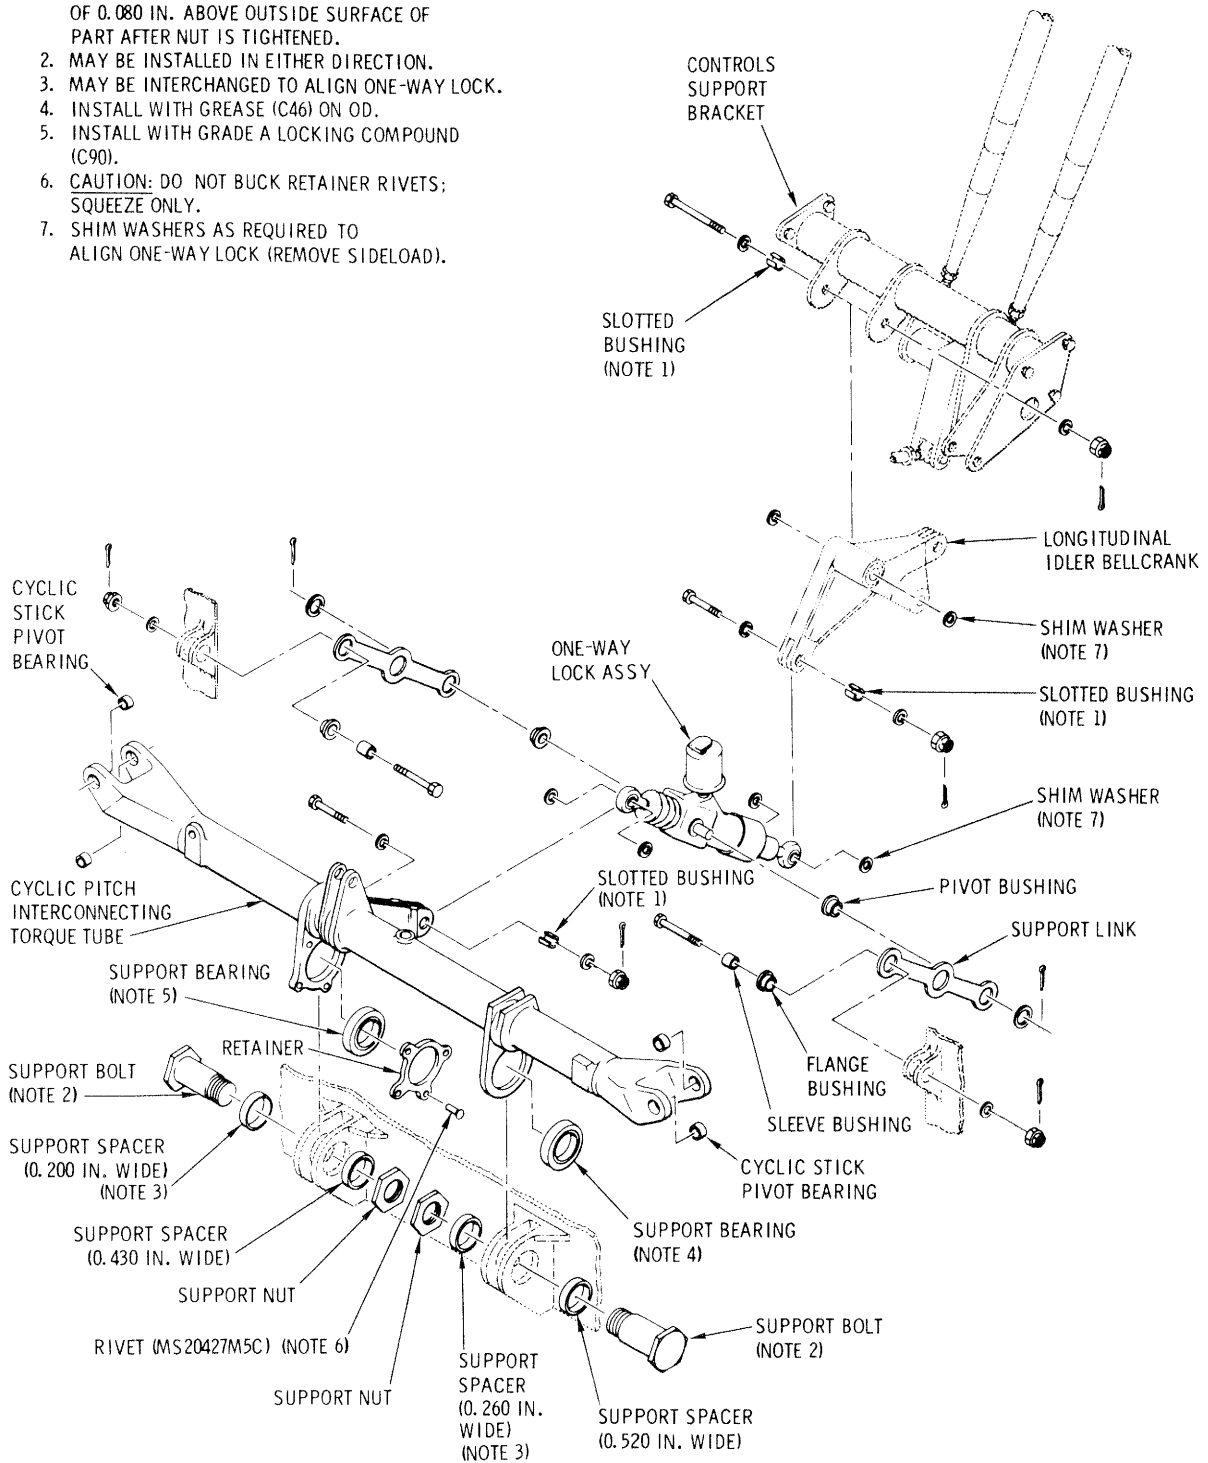 OF 0.080 IN. ABOVE OUTSIDE SURFACE OF
PART AFTER NUT IS TIGHTENED.
2. MAY BE INSTALLED IN EITHER DIRECTION.
3. MAY BE INTERCHANGED TO ALIGN ONE-WAY LOCK.
4. INSTALL WITH GREASE (C46) ON OD.
5. INSTALL WITH GRADE A LOCKING COMPOUND
(C90).
6. CAUTION: DO NOT BUCK RETAINER RIVETS;
SQUEEZE ONLY.
7. SHIM WASHERS AS REQUIRED TO
ALIGN ONE-WAY LOCK (REMOVE SIDELOAD).
CONTROLS
SUPPORT
BRACKET
SLOTTED
BUSHING
(NOTE 1)
LONGITUDINAL
IDLER BELLCRANK
CYCLIC
STICK
PIVOT
BEARING
ONE-WAY
LOCK ASSY
SHIM WASHER
(NOTE 7)
SLOTTED BUSHING
(NOTE 1)
SHIM WASHER
(NOTE 7)
CYCLIC PITCH
INTERCONNECTING
TORQUE TUBE
SLOTTED BUSHING
(NOTE 1)
PIVOT BUSHING
SUPPORT LINK
SUPPORT BEARING
(NOTE 5)
RETAINER
SUPPORT BOLT
(NOTE 2)
FLANGE
BUSHING
SLEEVE BUSHING
SUPPORT SPACER
(0.200 IN. WIDE)
(NOTE 3)
CYCLIC STICK
PIVOT BEARING
SUPPORT SPACER
(0.430 IN. WIDE)
SUPPORT BEARING
(NOTE 4)
SUPPORT NUT
RIVET (MS20427M5C) (NOTE 6)
SUPPORT BOLT
(NOTE 2)
SUPPORT NUT
SUPPORT
SPACER
(0.260 IN.
WIDE)
(NOTE 3)
SUPPORT SPACER
(0.520 IN. WIDE)